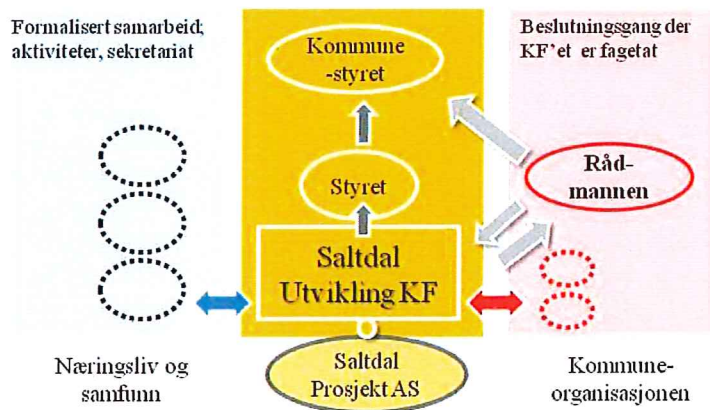 Formalisert samarbeid;
aktiviteter, sekretariat
Kommune
-styret
Beslutningsgang der
KF'et er fagetat
Råd-
mannen
Styret
Saltdal
Utvikling KF
Næringsliv og
samfunn
Saltdal
Prosjekt AS
Kommune-
organisasjonen